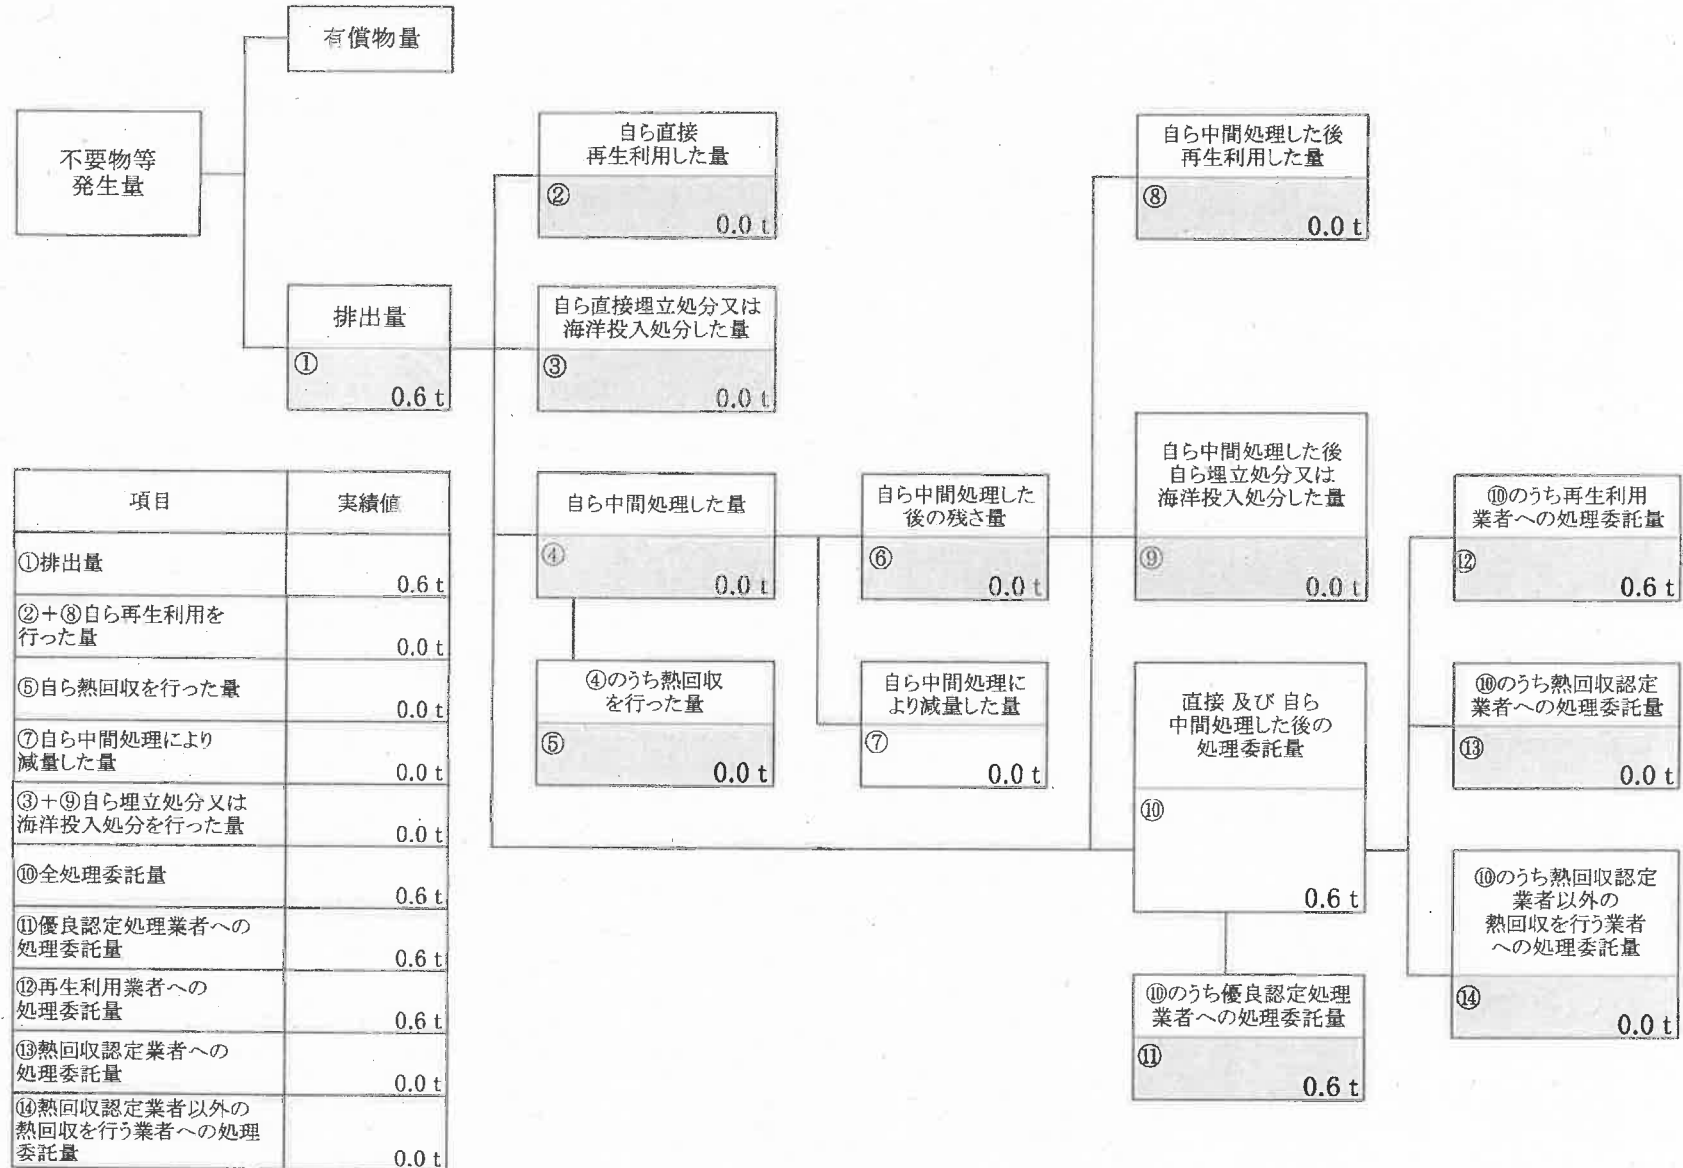 有償物量
不要物等
発生量
排出量
①
0.6 t
自ら直接
再生利用した量
②
0.0 t
自ら直接埋立処分又は
海洋投入処分した量
③
0.0 t
自ら中間処理した量
④
0.0 t
④のうち熱回収
を行った量
⑤
0.0 t
自ら中間処理した
後の残さ量
⑥
0.0 t
自ら中間処理に
より減量した量
⑦
0.0 t
自ら中間処理した後
再生利用した量
⑧
0.0 t
自ら中間処理した後
自ら埋立処分又は
海洋投入処分した量
⑨
0.0 t
直接 及び 自ら
中間処理した後の
処理委託量
⑩
0.6 t
⑩のうち優良認定処理
業者への処理委託量
⑪
0.6 t
⑩のうち再生利用
業者への処理委託量
⑫
0.6 t
⑩のうち熱回収認定
業者への処理委託量
⑬
0.0 t
⑩のうち熱回収認定
業者以外の
熱回収を行う業者
への処理委託量
⑭
0.0 t
項目 実績値
①排出量
0.6 t
②+⑧自ら再生利用を
行った量
0.0 t
⑤自ら熱回収を行った量
0.0 t
⑦自ら中間処理により
減量した量
0.0 t
③+⑨自ら埋立処分又は
海洋投入処分を行った量
0.0 t
⑩全処理委託量
0.6 t
⑪優良認定処理業者への
処理委託量
0.6 t
⑫再生利用業者への
処理委託量
0.6 t
⑬熱回収認定業者への
処理委託量
0.0 t
⑭熱回収認定業者以外の
熱回収を行う業者への処理
委託量
0.0 t